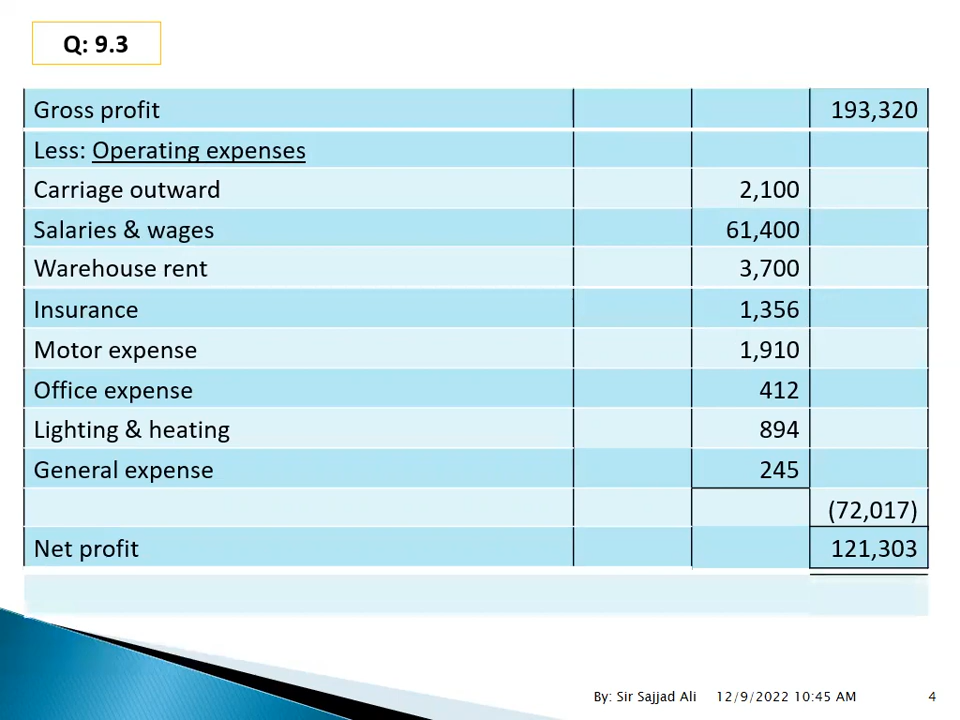 Q: 9.3
Gross profit 193,320
Less: Operating expenses
Carriage outward 2,100
Salaries & wages 61,400
Warehouse rent 3,700
Insurance 1,356
Motor expense 1,910
Office expense 412
Lighting & heating 894
General expense 245
(72,017)
Net profit 121,303
By: Sir Sajjad Ali 12/9/2022 10:45 AM 4